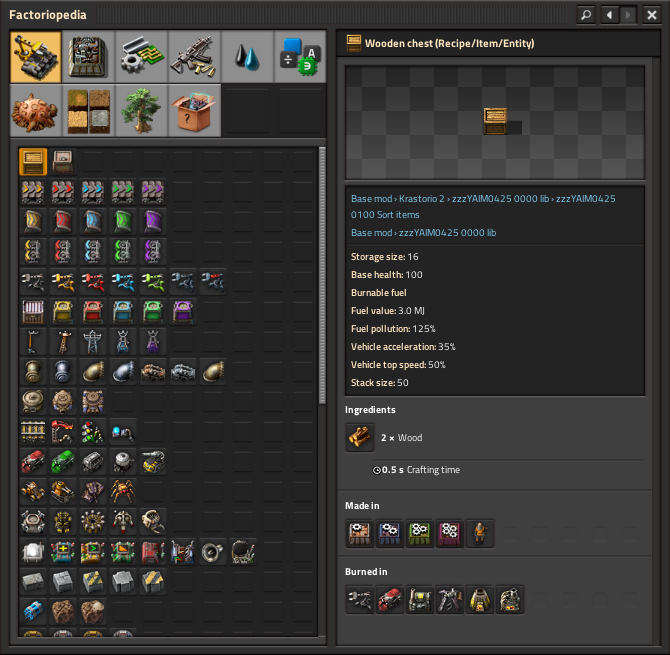 Factoriopedia
Wooden chest (Recipe/Item/Entity)
Base mod › Krastorio 2 › zzzYAIM0425 0000 lib › zzzYAIM0425
0100 Sort items
Base mod › zzzYAIM0425 0000 lib
Storage size: 16
Base health: 100
Burnable fuel
Fuel value: 3.0 MJ
Fuel pollution: 125%
Vehicle acceleration: 35%
Vehicle top speed: 50%
Stack size: 50
Ingredients
2 × Wood
0.5 s Crafting time
Made in
Burned in